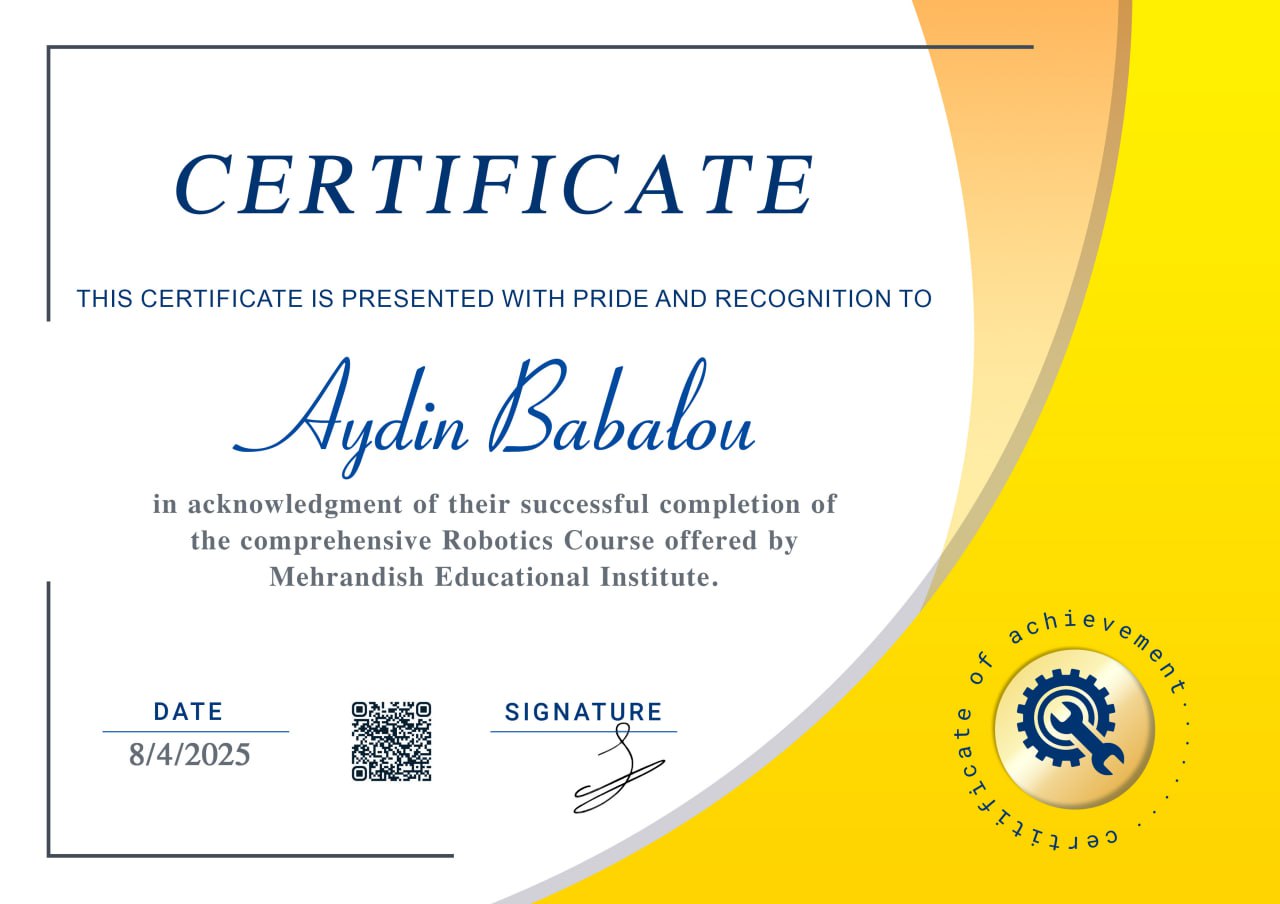 CERTIFICATE
THIS CERTIFICATE IS PRESENTED WITH PRIDE AND RECOGNITION TO
Aydin Babalou
in acknowledgment of their successful completion of
the comprehensive Robotics Course offered by
Mehrandish Educational Institute.
DATE
8/4/2025
SIGNATURE
certificate of achievement........